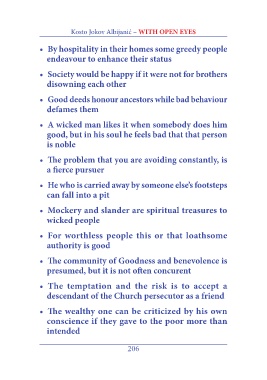 Kosto Jokov Albijanić – WITH OPEN EYES
• By hospitality in their homes some greedy people
endeavour to enhance their status
• Society would be happy if it were not for brothers
disowning each other
• Good deeds honour ancestors while bad behaviour
defames them
• A wicked man likes it when somebody does him
good, but in his soul he feels bad that that person
is noble
• The problem that you are avoiding constantly, is
a fierce pursuer
• He who is carried away by someone else's footsteps
can fall into a pit
• Mockery and slander are spiritual treasures to
wicked people
• For worthless people this or that loathsome
authority is good
• The community of Goodness and benevolence is
presumed, but it is not often concurent
• The temptation and the risk is to accept a
descendant of the Church persecutor as a friend
• The wealthy one can be criticized by his own
conscience if they gave to the poor more than
intended
206